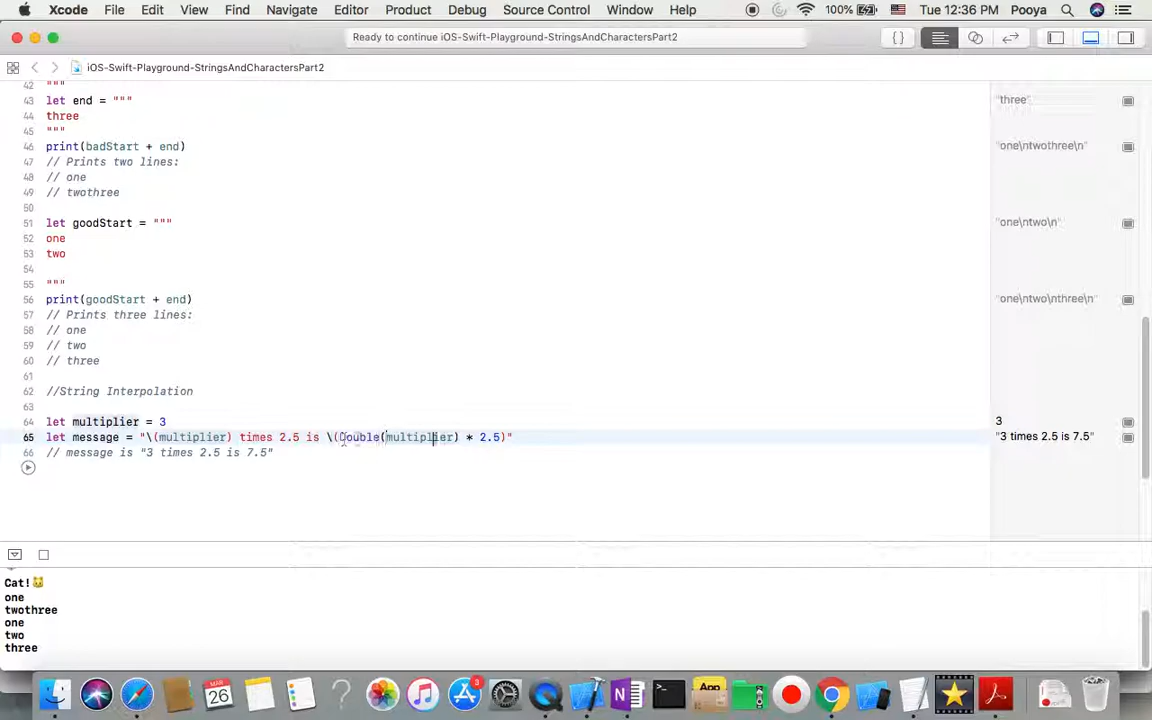 Xcode File Edit View Find Navigate Editor Product Debug Source Control Window Help 100% Tue 12:36 PM Pooya
Ready to continue iOS-Swift-Playground-StringsAndCharactersPart2
iOS-Swift-Playground-StringsAndCharactersPart2
42 """
43 let end = """ "three"
44 three
45 """
46 print(badStart + end) "one\ntwothree\n"
47 // Prints two lines:
48 // one
49 // twothree
50
51 let goodStart = """ "one\ntwo\n"
52 one
53 two
54
55 """
56 print(goodStart + end) "one\ntwo\nthree\n"
57 // Prints three lines:
58 // one
59 // two
60 // three
61
62 //String Interpolation
63
64 let multiplier = 3 3
65 let message = "\(multiplier) times 2.5 is \(Double(multiplier) * 2.5)" "3 times 2.5 is 7.5"
66 // message is "3 times 2.5 is 7.5"
Cat!🐱
one
twothree
one
two
three
MAR
26
3
App